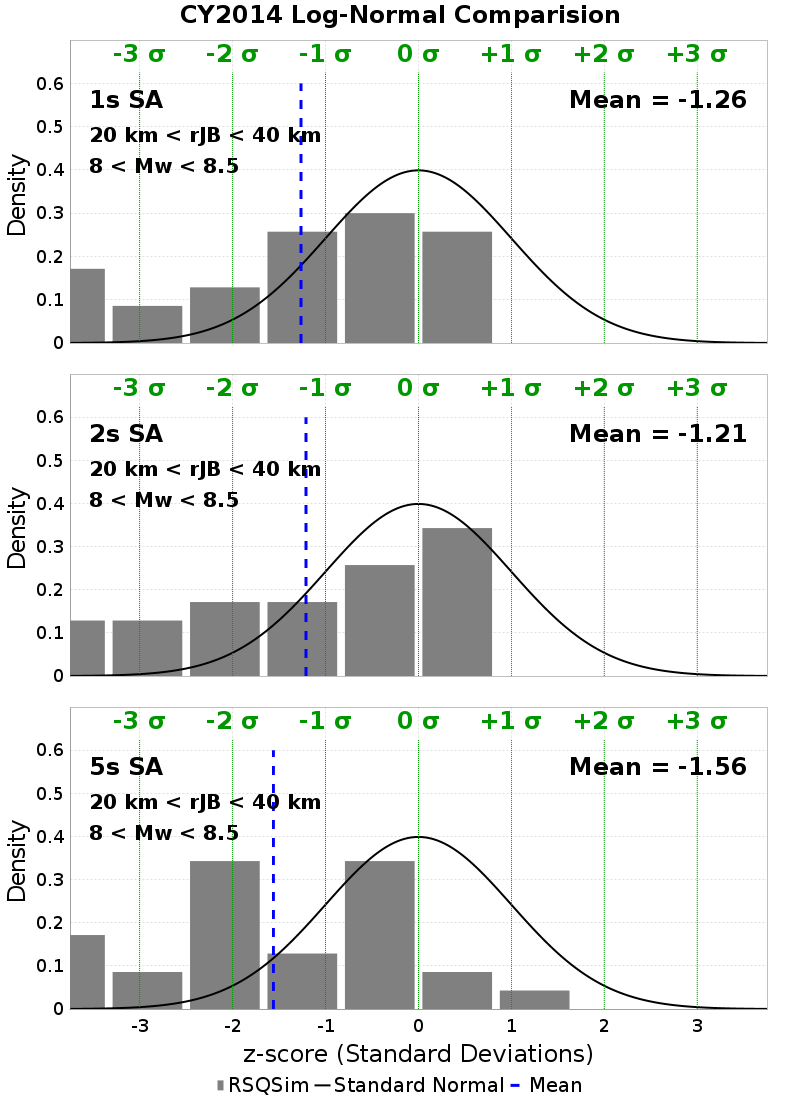 CY2014 Log-Normal Comparision
-3 σ -2 σ -1 σ 0 σ +1 σ +2 σ +3 σ
0.6
1s SA Mean = -1.26
0.5 20 km < rJB < 40 km
8 < Mw < 8.5
0.4
0.3
0.2
0.1
0
Density
-3 σ -2 σ -1 σ 0 σ +1 σ +2 σ +3 σ
0.6
2s SA Mean = -1.21
0.5 20 km < rJB < 40 km
8 < Mw < 8.5
0.4
0.3
0.2
0.1
0
Density
-3 σ -2 σ -1 σ 0 σ +1 σ +2 σ +3 σ
0.6
5s SA Mean = -1.56
0.5 20 km < rJB < 40 km
8 < Mw < 8.5
0.4
0.3
0.2
0.1
0
Density
-3 -2 -1 0 1 2 3
z-score (Standard Deviations)
RSQSim Standard Normal Mean